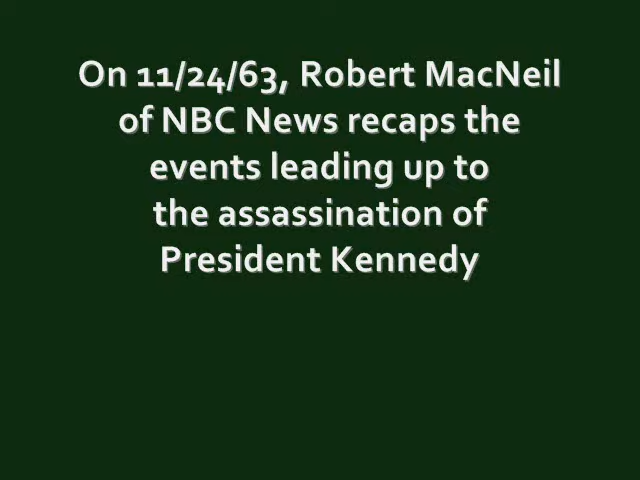 On 11/24/63, Robert MacNeil
of NBC News recaps the
events leading up to
the assassination of
President Kennedy